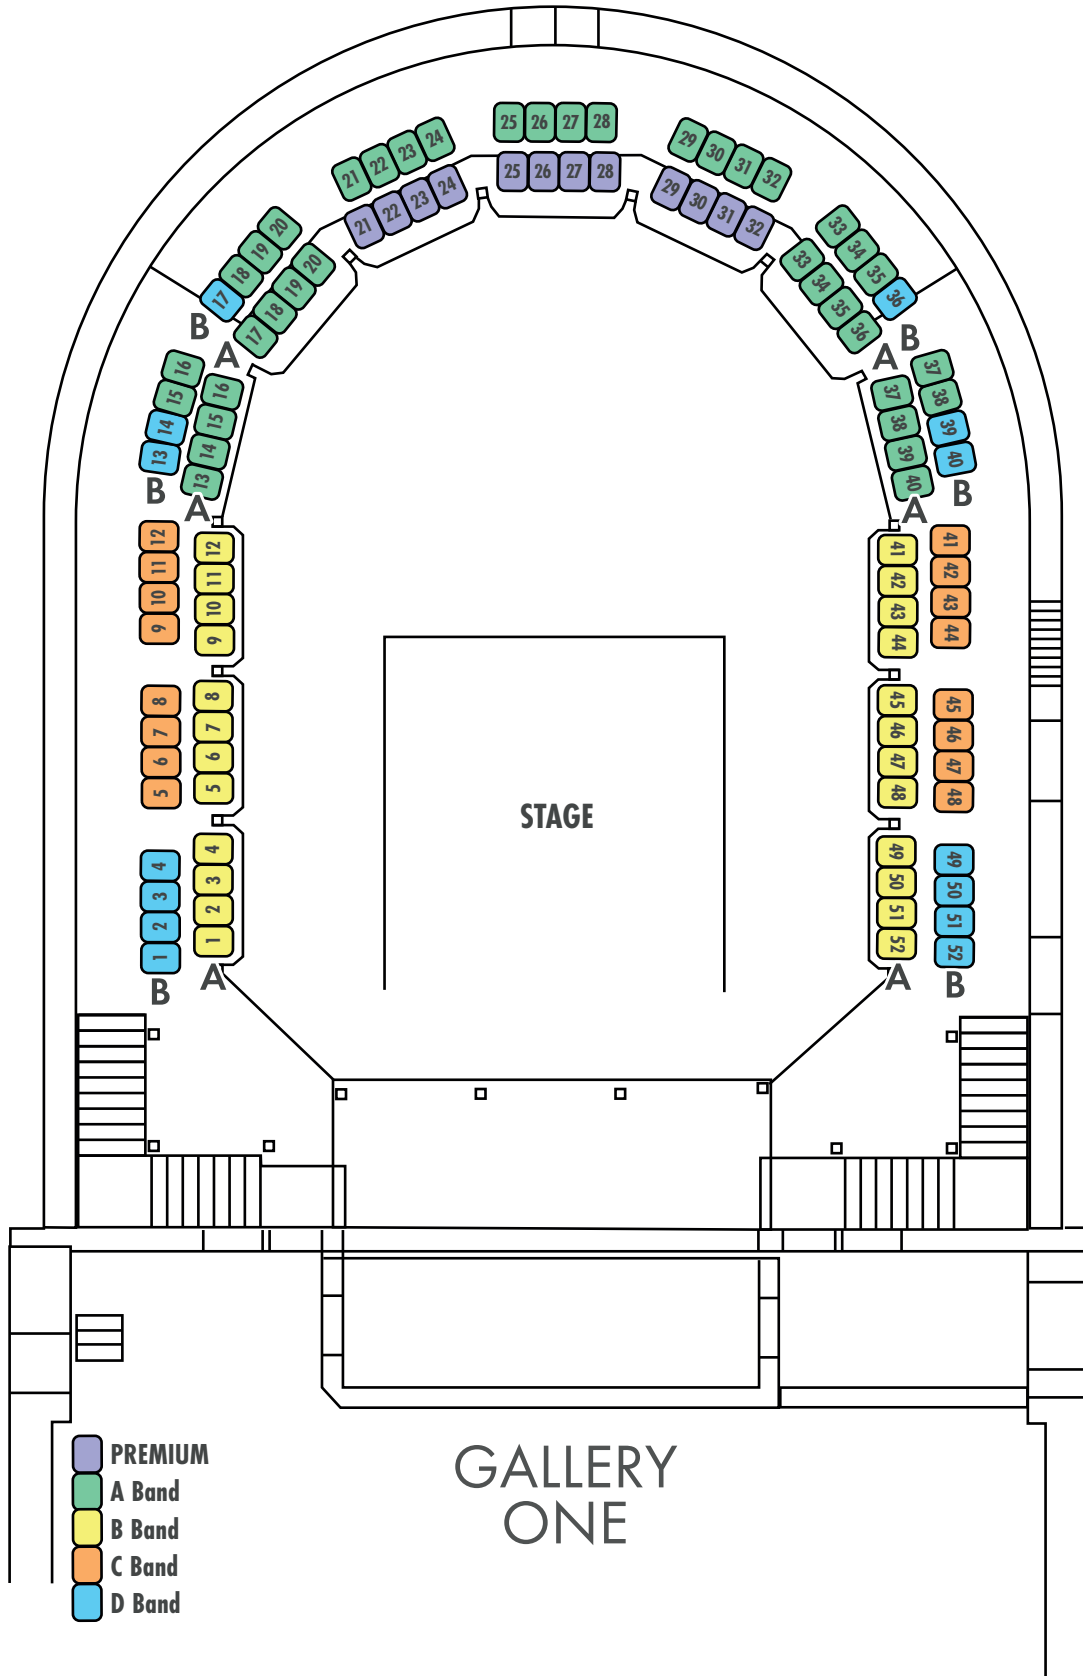 25 26 27 28
25 26 27 28
21 22 23 24
21 22 23 24
29 30 31 32
29 30 31 32
17 18 19 20
17 18 19 20
B
A
33 34 35 36
33 34 35 36
A
B
13 14 15 16
13 14 15 16
B
A
37 38 39 40
37 38 39 40
A
B
12 11 10 9
12 11 10 9
41 42 43 44
41 42 43 44
8 7 6 5
8 7 6 5
45 46 47 48
45 46 47 48
STAGE
4 3 2 1
4 3 2 1
B
A
49 50 51 52
49 50 51 52
A
B
PREMIUM
A Band
B Band
C Band
D Band
GALLERY
ONE